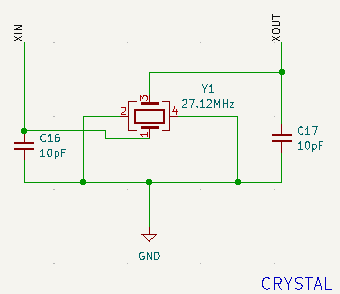 XIN
XOUT
3
Y1
27.12MHz
2
4
1
C16
10pF
C17
10pF
GND
CRYSTAL